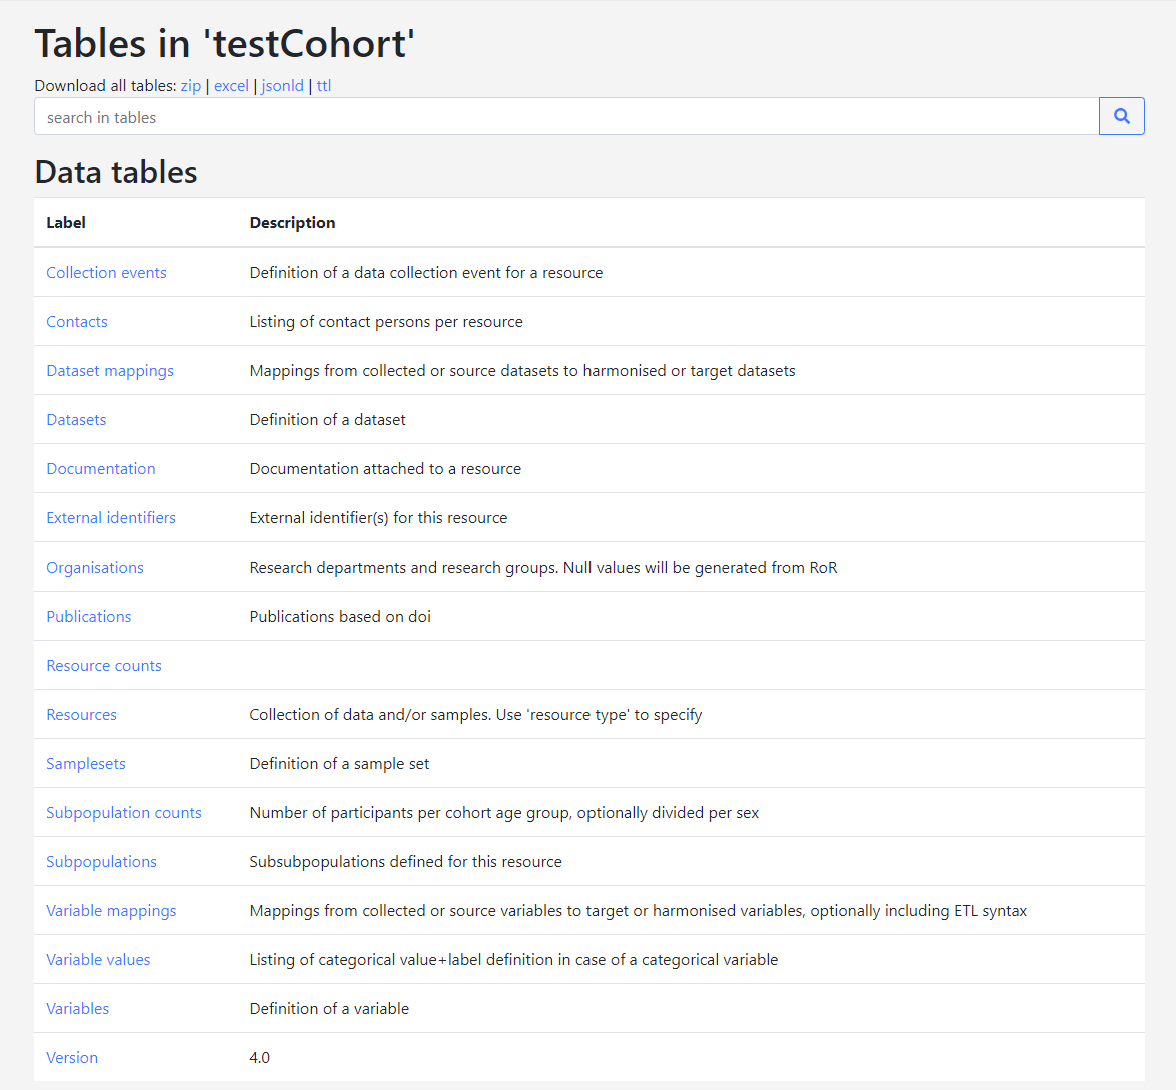 Tables in 'testCohort'
Download all tables: zip | excel | jsonld | ttl
search in tables
Data tables
Label Description
Collection events Definition of a data collection event for a resource
Contacts Listing of contact persons per resource
Dataset mappings Mappings from collected or source datasets to harmonised or target datasets
Datasets Definition of a dataset
Documentation Documentation attached to a resource
External identifiers External identifier(s) for this resource
Organisations Research departments and research groups. Null values will be generated from RoR
Publications Publications based on doi
Resource counts
Resources Collection of data and/or samples. Use 'resource type' to specify
Samplesets Definition of a sample set
Subpopulation counts Number of participants per cohort age group, optionally divided per sex
Subpopulations Subsubpopulations defined for this resource
Variable mappings Mappings from collected or source variables to target or harmonised variables, optionally including ETL syntax
Variable values Listing of categorical value+label definition in case of a categorical variable
Variables Definition of a variable
Version 4.0